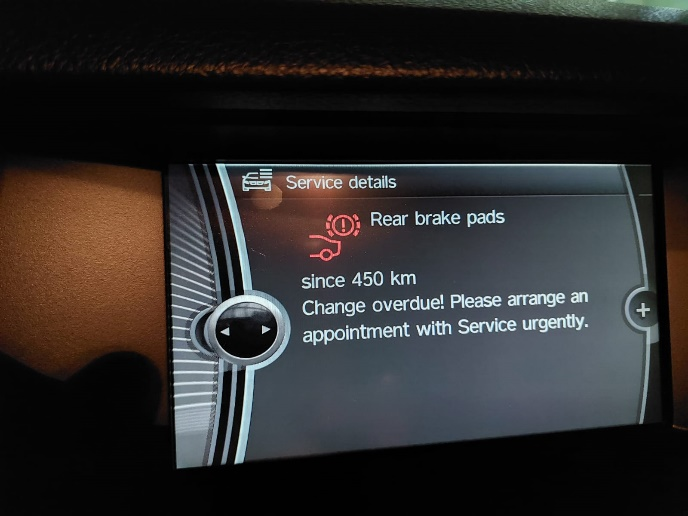 Service details
Rear brake pads
since 450 km
Change overdue! Please arrange an
appointment with Service urgently.